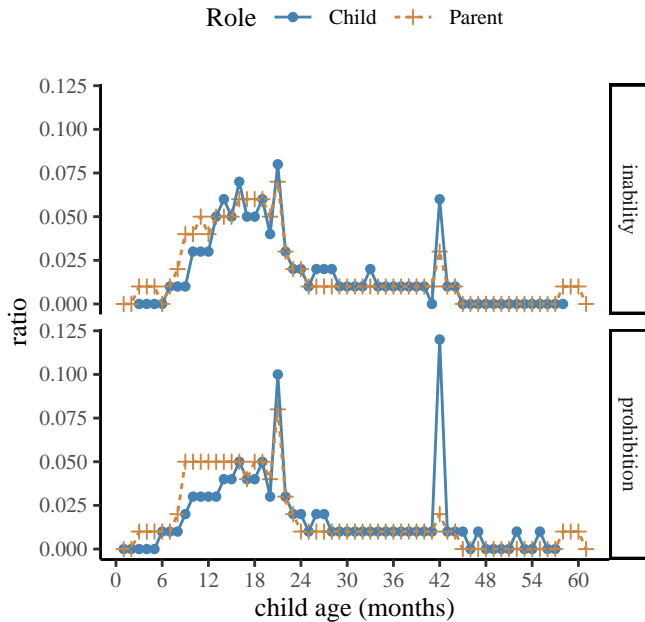 Role Child Parent
0.125
0.100
0.075
0.050
0.025
0.000
inability
0.125
0.100
0.075
0.050
0.025
0.000
prohibition
ratio
0 6 12 18 24 30 36 42 48 54 60
child age (months)